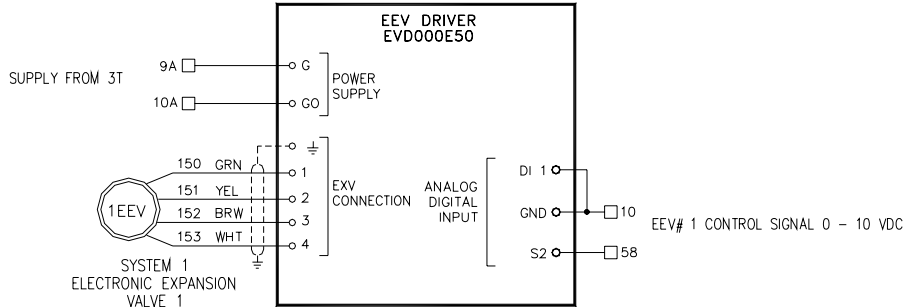 EEV DRIVER
EVD000E50
SUPPLY FROM 3T
9A
G
10A
GO
POWER
SUPPLY
150 GRN
1
151 YEL
2
152 BRW
3
153 WHT
4
1EEV
EXV
CONNECTION
SYSTEM 1
ELECTRONIC EXPANSION
VALVE 1
ANALOG
DIGITAL
INPUT
DI 1
GND
10
S2
58
EEV# 1 CONTROL SIGNAL 0 – 10 VDC